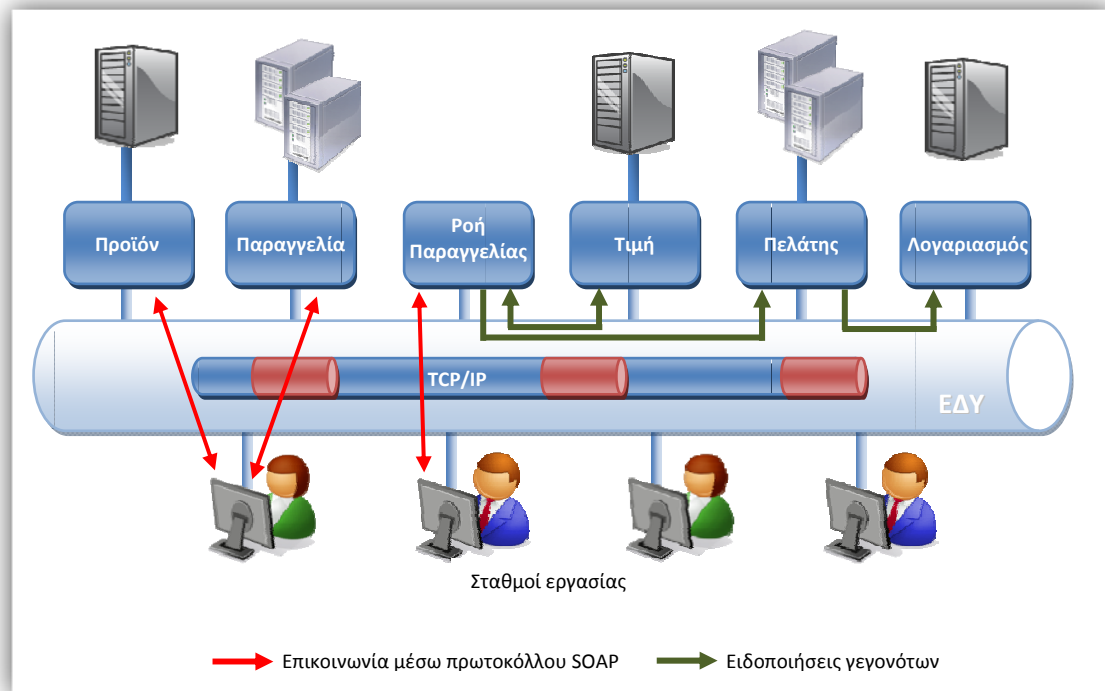 Προϊόν
Παραγγελία
Ροή
Παραγγελίας
Τιμή
Πελάτης
Λογαριασμός
TCP/IP
ΕΔΥ
Σταθμοί εργασίας
Επικοινωνία μέσω πρωτοκόλλου SOAP
Ειδοποιήσεις γεγονότων